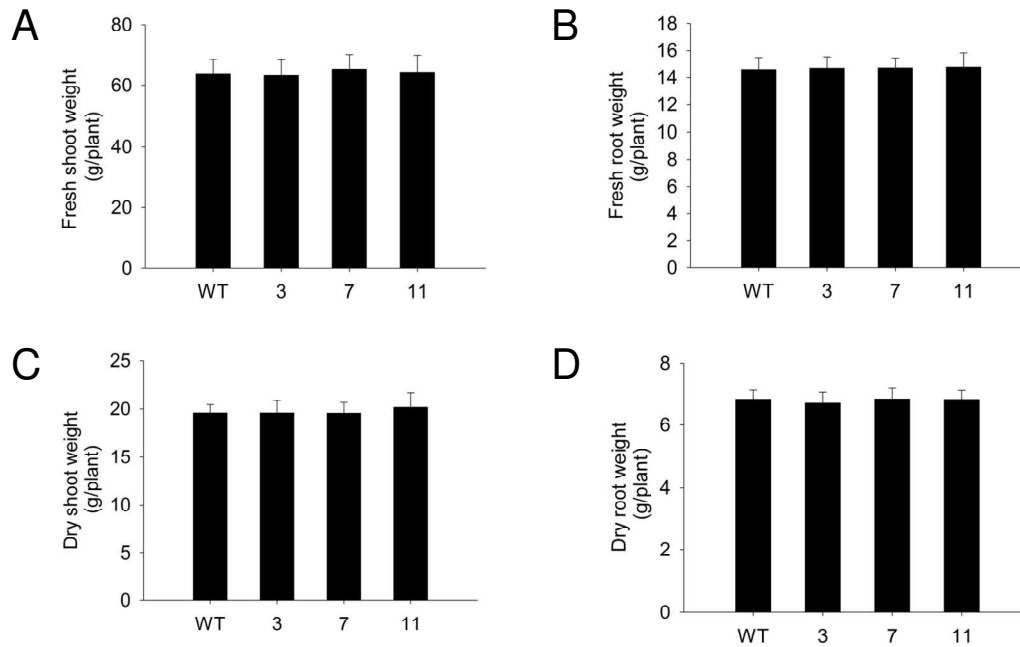 A
Fresh shoot weight
(g/plant)
80
60
40
20
0
WT 3 7 11
B
Fresh root weight
(g/plant)
18
16
14
12
10
8
6
4
2
0
WT 3 7 11
C
Dry shoot weight
(g/plant)
25
20
15
10
5
0
WT 3 7 11
D
Dry root weight
(g/plant)
8
6
4
2
0
WT 3 7 11